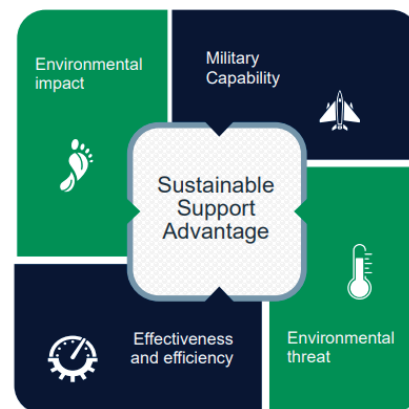 Environmental
impact
Military
Capability
Sustainable
Support
Advantage
Effectiveness
and efficiency
Environmental
threat